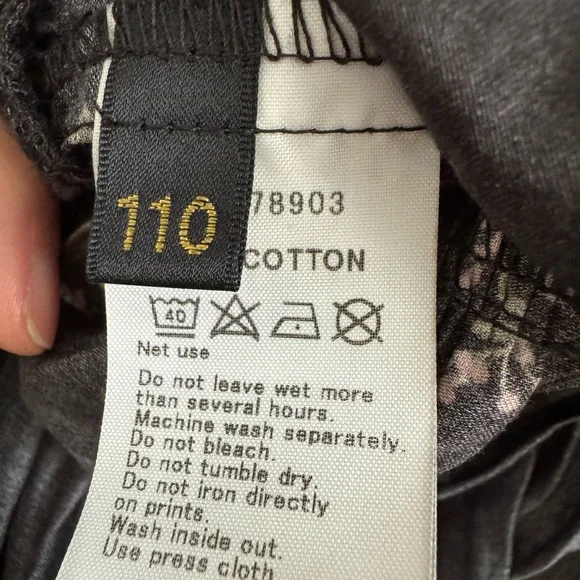 110
78903
COTTON
40
Net use
Do not leave wet more
than several hours.
Machine wash separately.
Do not bleach.
Do not tumble dry.
Do not iron directly
on prints.
Wash inside out.
Use press cloth